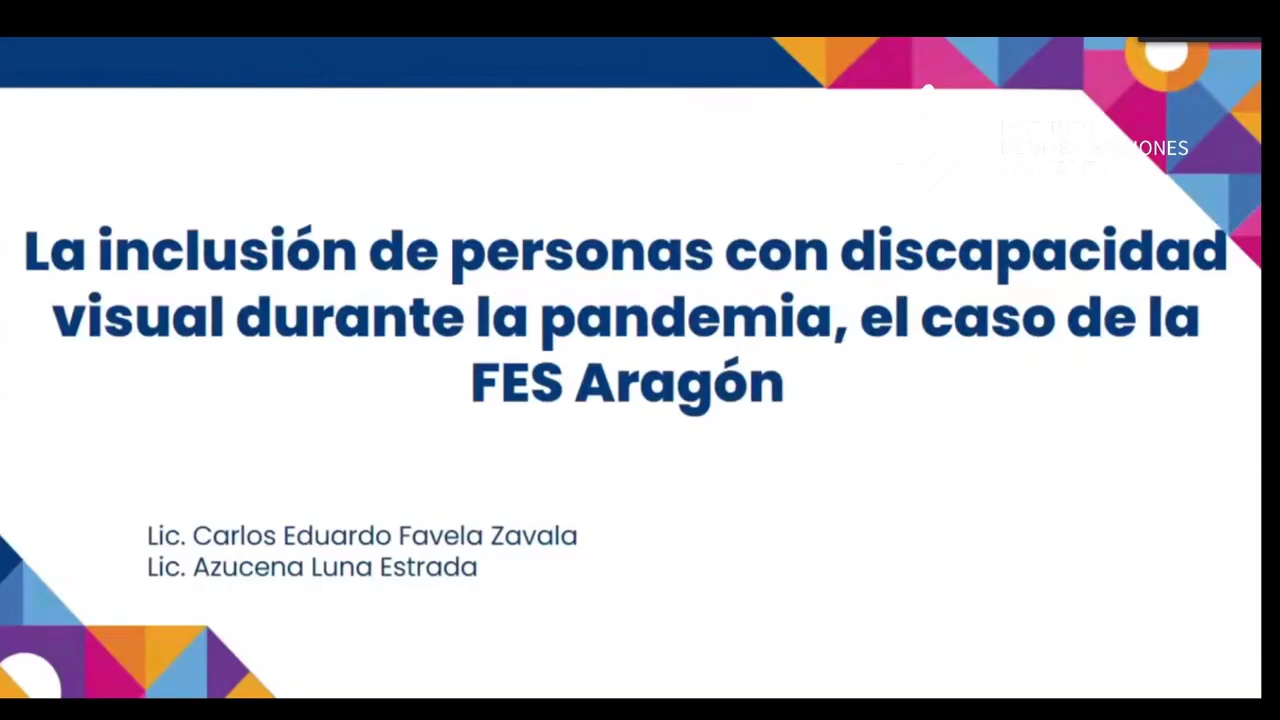 La inclusión de personas con discapacidad
visual durante la pandemia, el caso de la
FES Aragón
Lic. Carlos Eduardo Favela Zavala
Lic. Azucena Luna Estrada